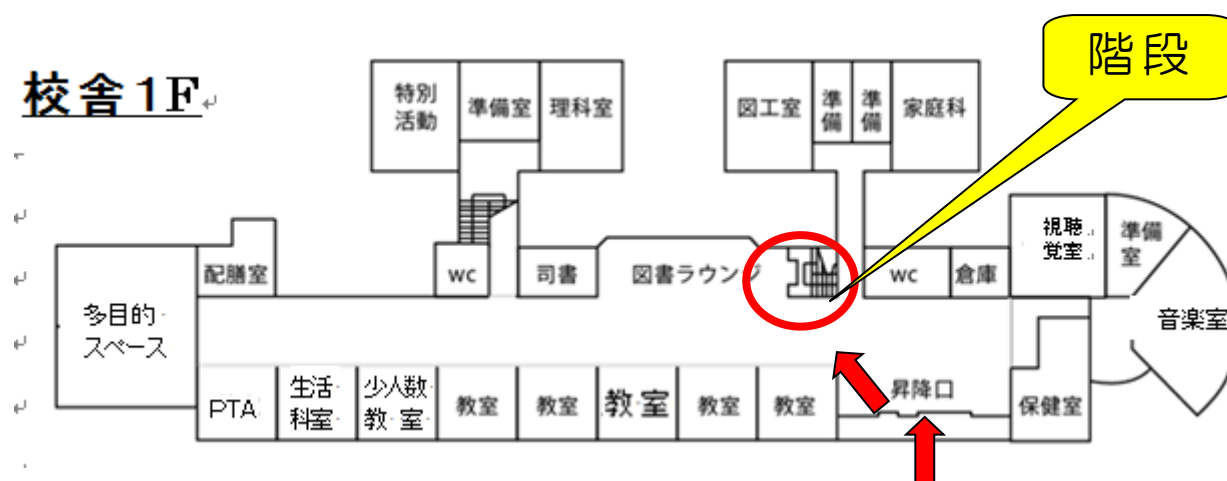 階段
校舎1F
特別
活動
準備室
理科室
図工室
準
備
準
備
家庭科
視聴
覚室
準備
室
配膳室
wc
司書
図書ラウンジ
wc
倉庫
多目的
スペース
音楽室
PTA
生活
科室
少人数
教室
教室
教室
教室
教室
教室
昇降口
保健室